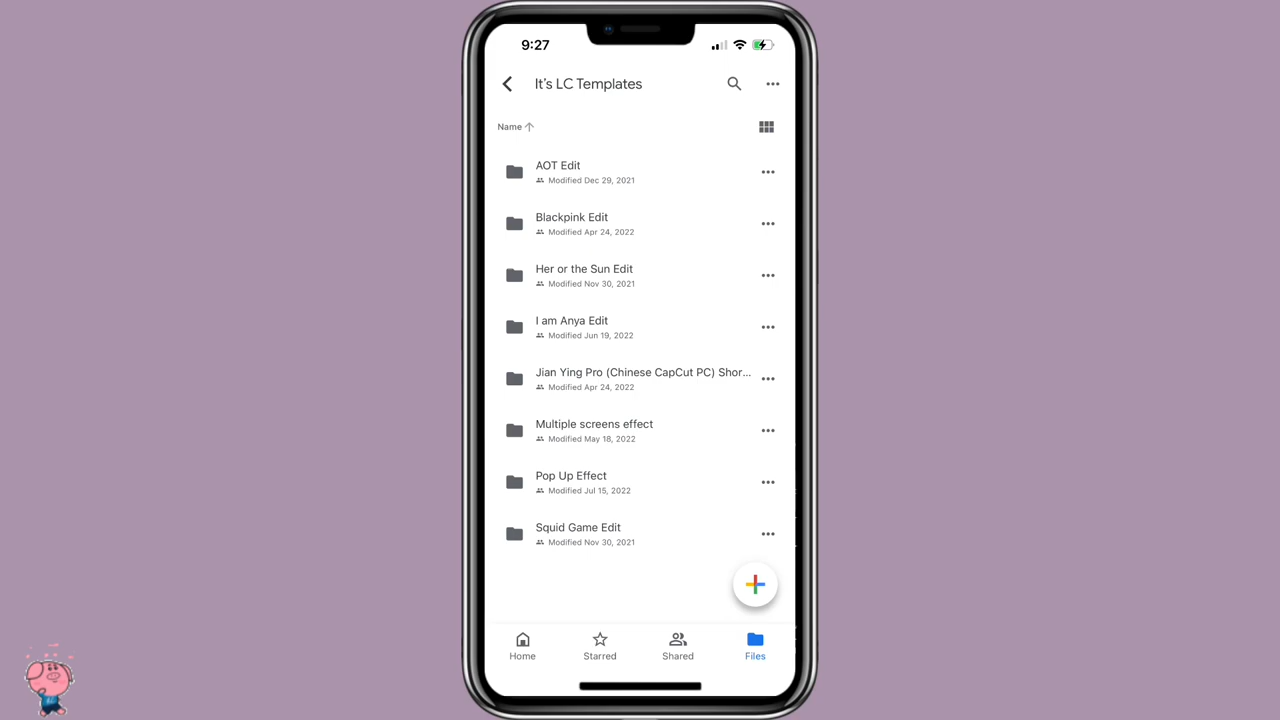 9:27
It's LC Templates
Name
AOT Edit
Modified Dec 29, 2021
Blackpink Edit
Modified Apr 24, 2022
Her or the Sun Edit
Modified Nov 30, 2021
I am Anya Edit
Modified Jun 19, 2022
Jian Ying Pro (Chinese CapCut PC) Shor...
Modified Apr 24, 2022
Multiple screens effect
Modified May 18, 2022
Pop Up Effect
Modified Jul 15, 2022
Squid Game Edit
Modified Nov 30, 2021
Home
Starred
Shared
Files